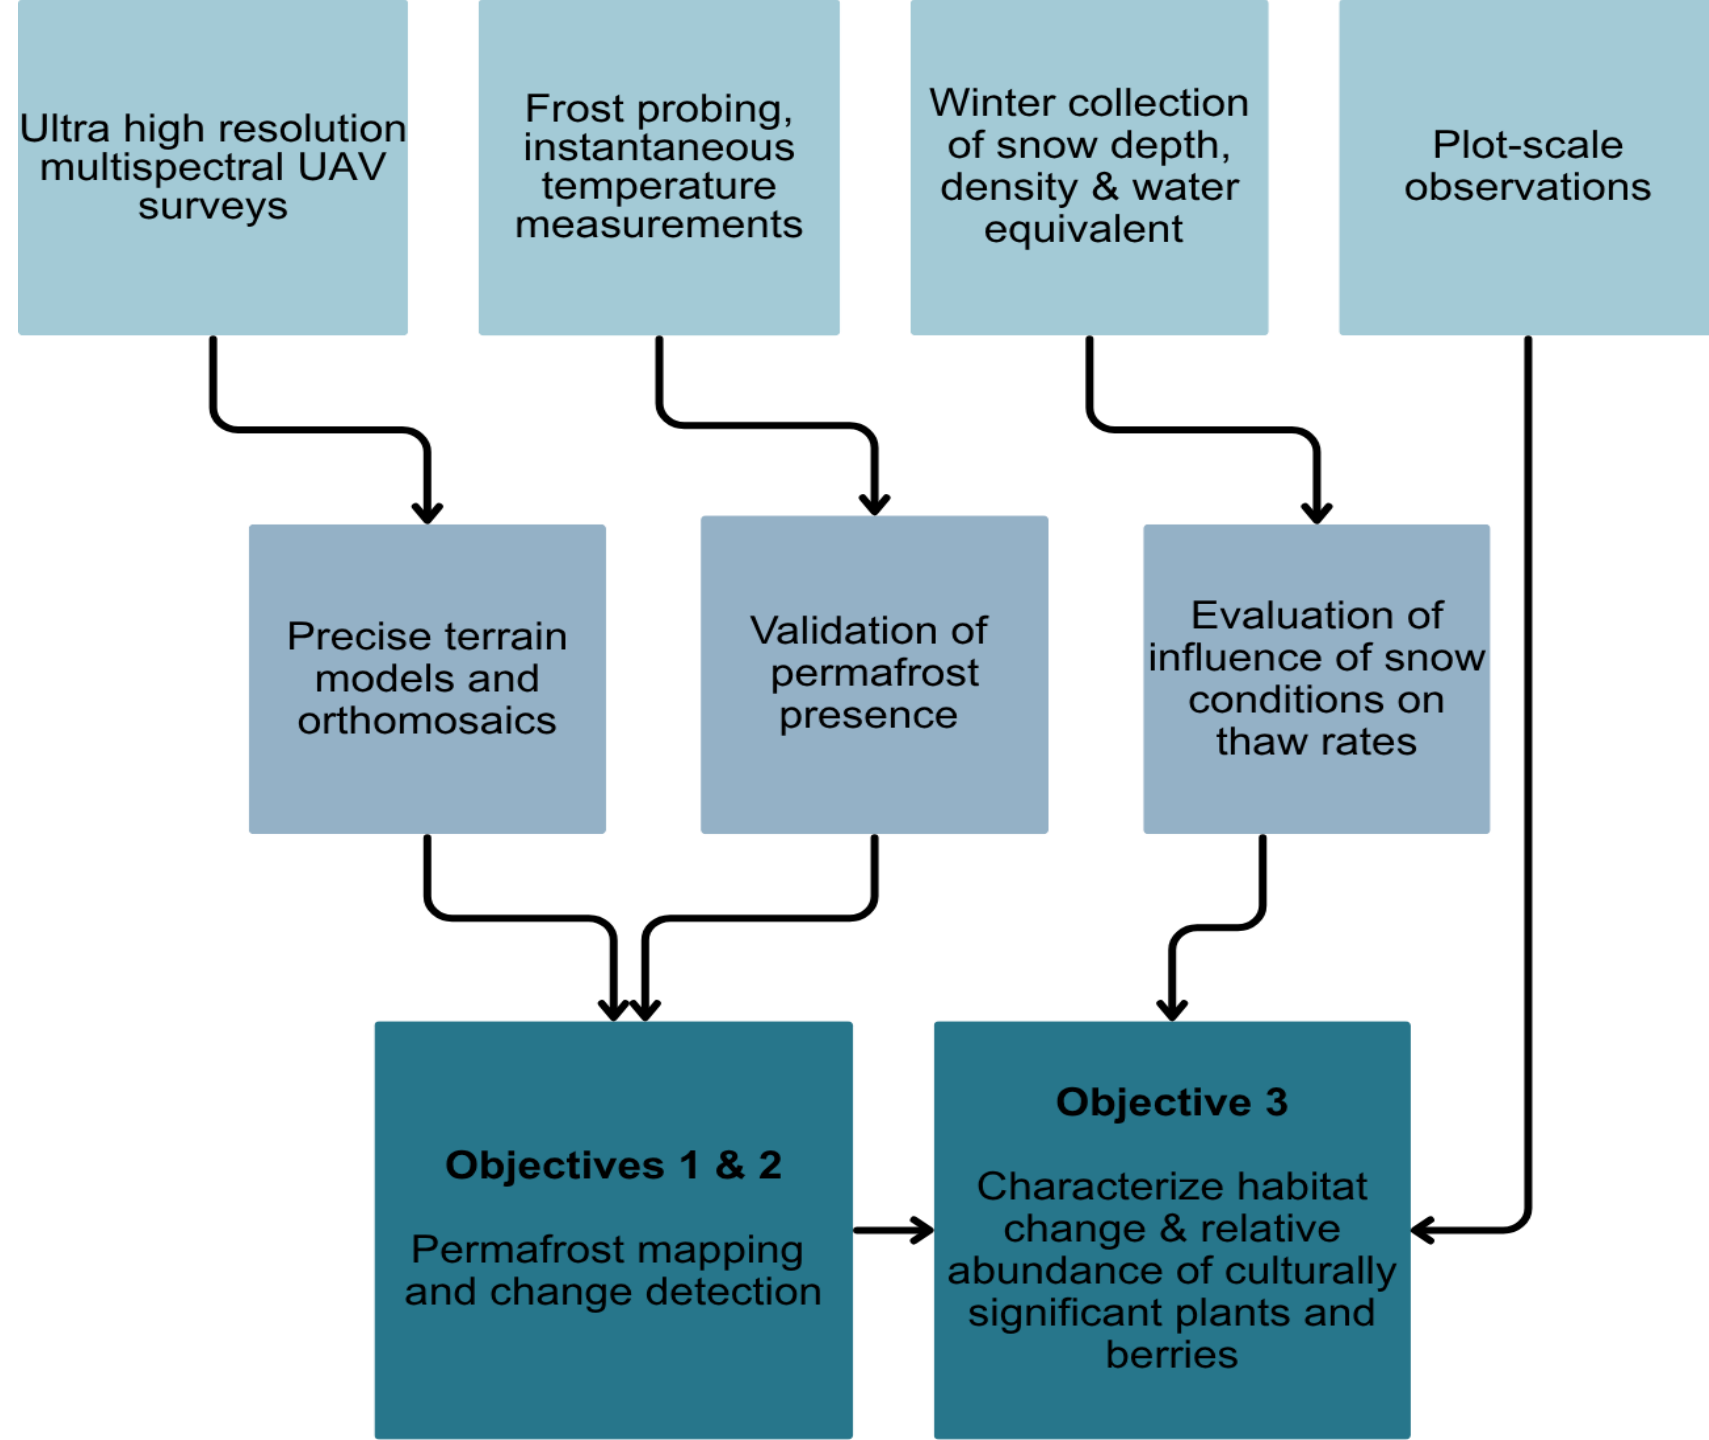 Ultra high resolution
multispectral UAV
surveys
Frost probing,
instantaneous
temperature
measurements
Winter collection
of snow depth,
density & water
equivalent
Plot-scale
observations
Precise terrain
models and
orthomosaics
Validation of
permafrost
presence
Evaluation of
influence of snow
conditions on
thaw rates
Objectives 1 & 2
Permafrost mapping
and change detection
Objective 3
Characterize habitat
change & relative
abundance of culturally
significant plants and
berries